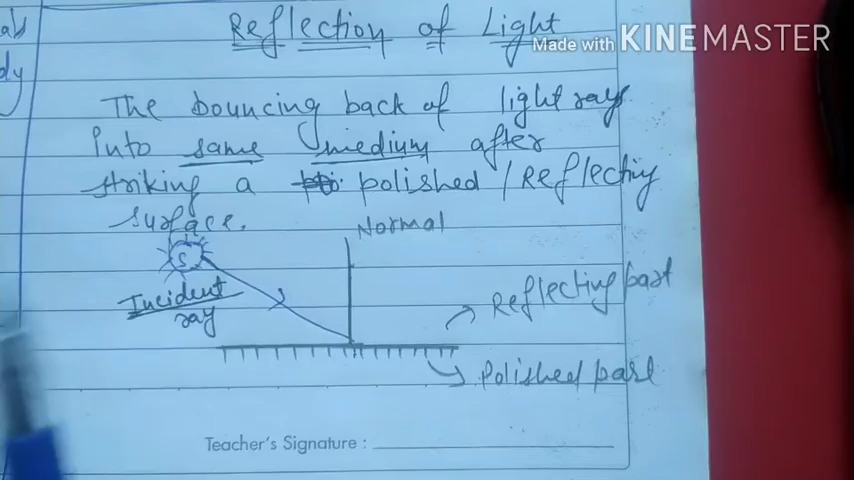 Reflection of Light
Made with KINEMASTER
The bouncing back of light rays
into same medium after
striking a polished / Reflecting
surface.
Normal
S
Incident
ray
Reflecting part
Polished part
Teacher's Signature :